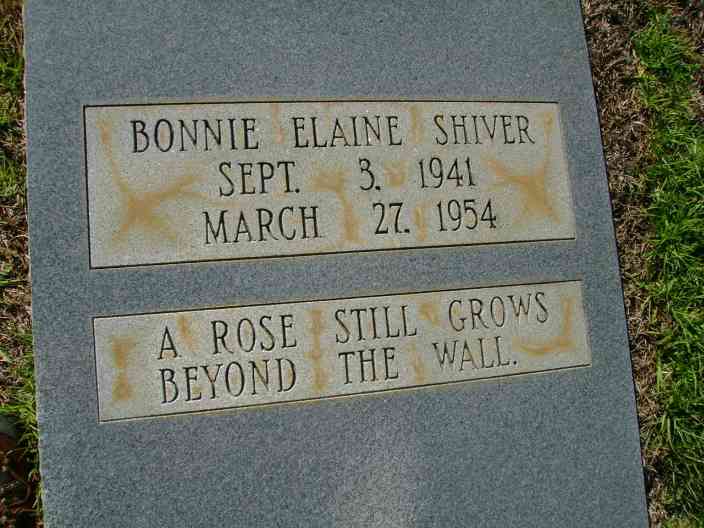 BONNIE ELAINE SHIVER
SEPT. 3, 1941
MARCH 27, 1954
A ROSE STILL GROWS
BEYOND THE WALL.